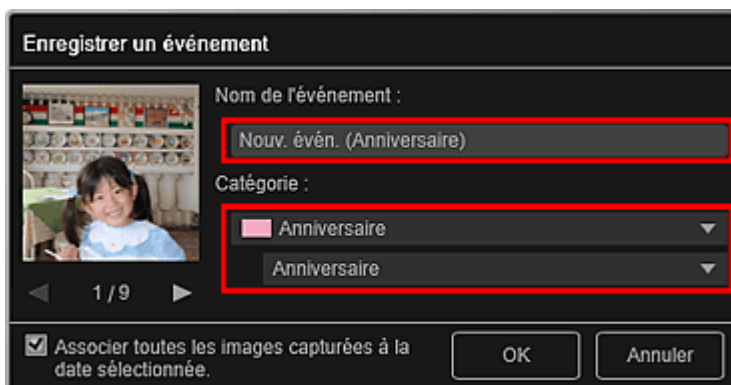 Enregistrer un événement
Nom de l'événement :
Nouv. évén. (Anniversaire)
Catégorie :
Anniversaire
Anniversaire
1 / 9
Associer toutes les images capturées à la
date sélectionnée.
OK
Annuler